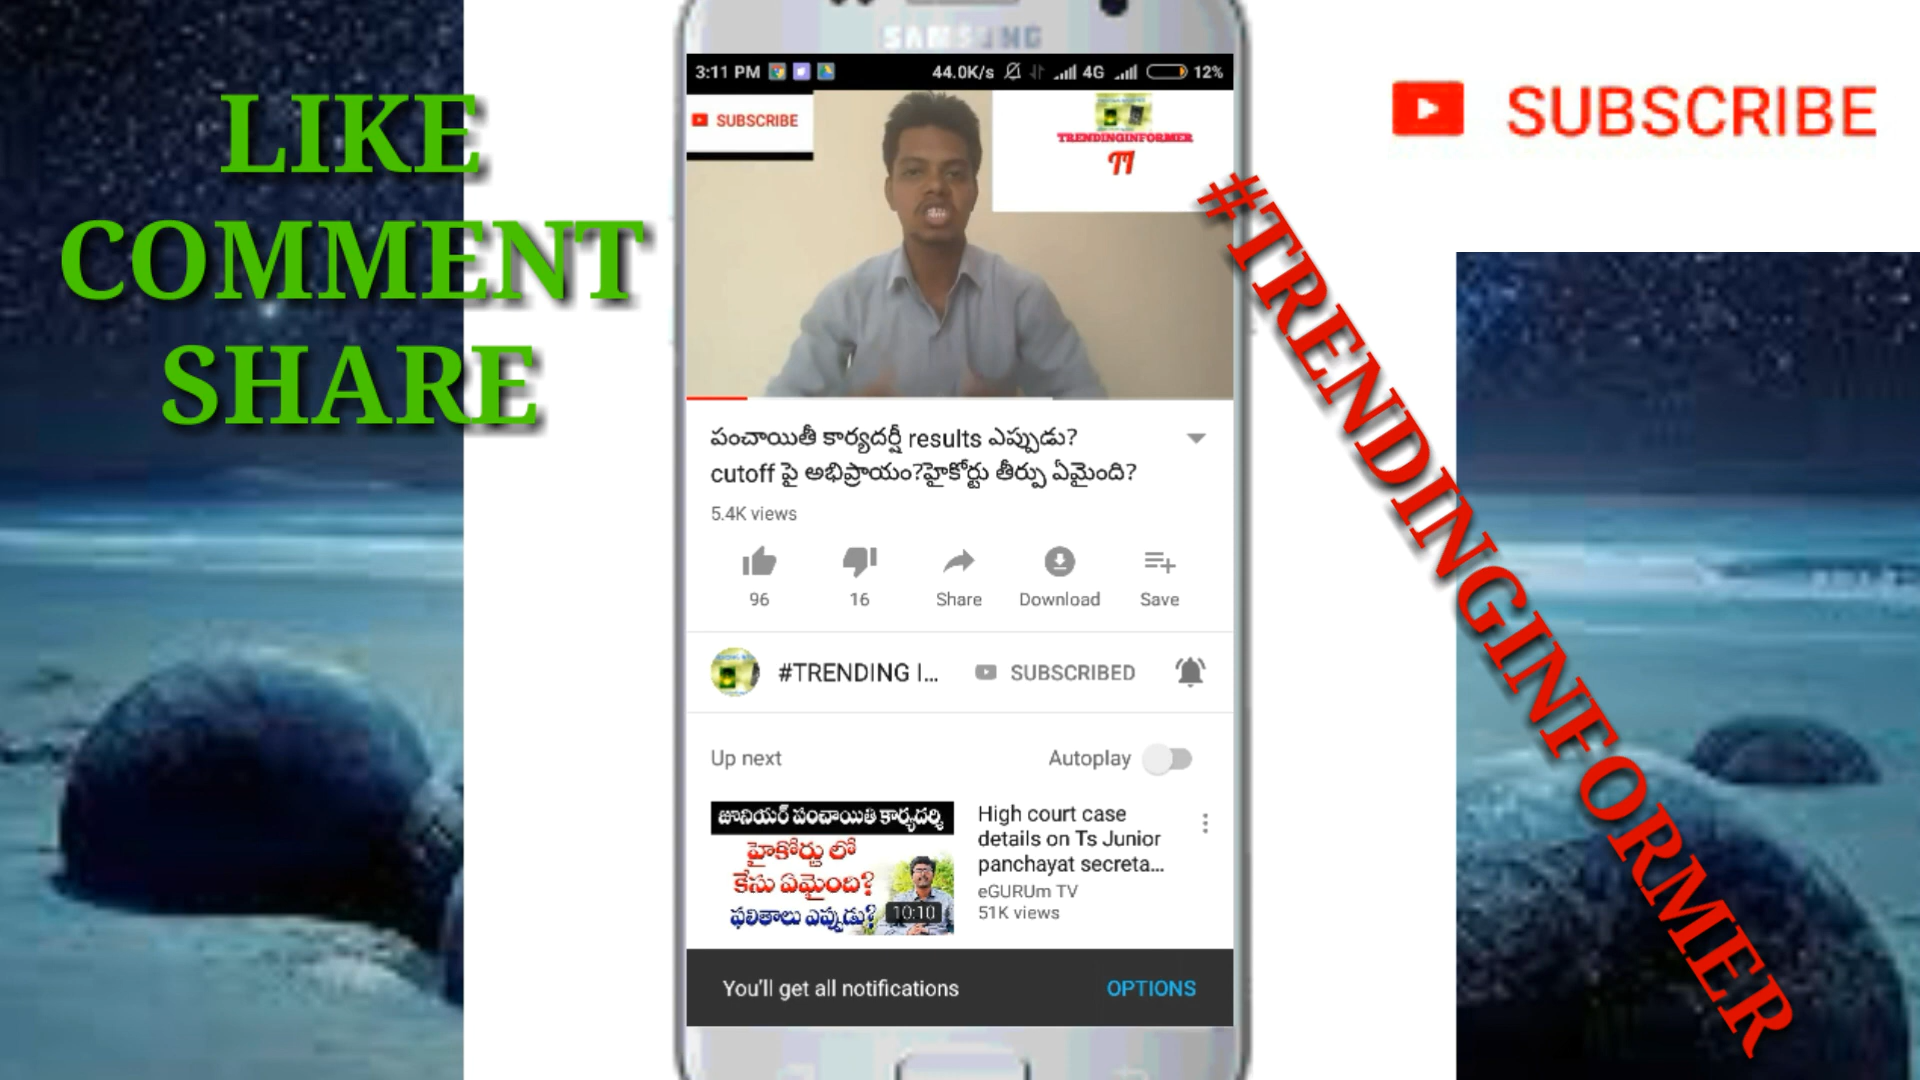 LIKE
COMMENT
SHARE
SAMSUNG
3:11 PM 44.0K/s 4G 12%
SUBSCRIBE
TRENDINGINFORMER
TI
పంచాయితీ కార్యదర్శీ results ఎప్పుడు?
cutoff పై అభిప్రాయం?హైకోర్టు తీర్పు ఏమైంది?
5.4K views
96 16 Share Download Save
#TRENDING I... SUBSCRIBED
Up next Autoplay
జూనియర్ పంచాయితి కార్యదర్శి
హైకోర్టు లో
కేసు ఏమైంది?
ఫలితాలు ఎప్పుడు?
10:10
High court case
details on Ts Junior
panchayat secreta...
eGURUm TV
51K views
You'll get all notifications OPTIONS
SUBSCRIBE
#TRENDINGINFORMER